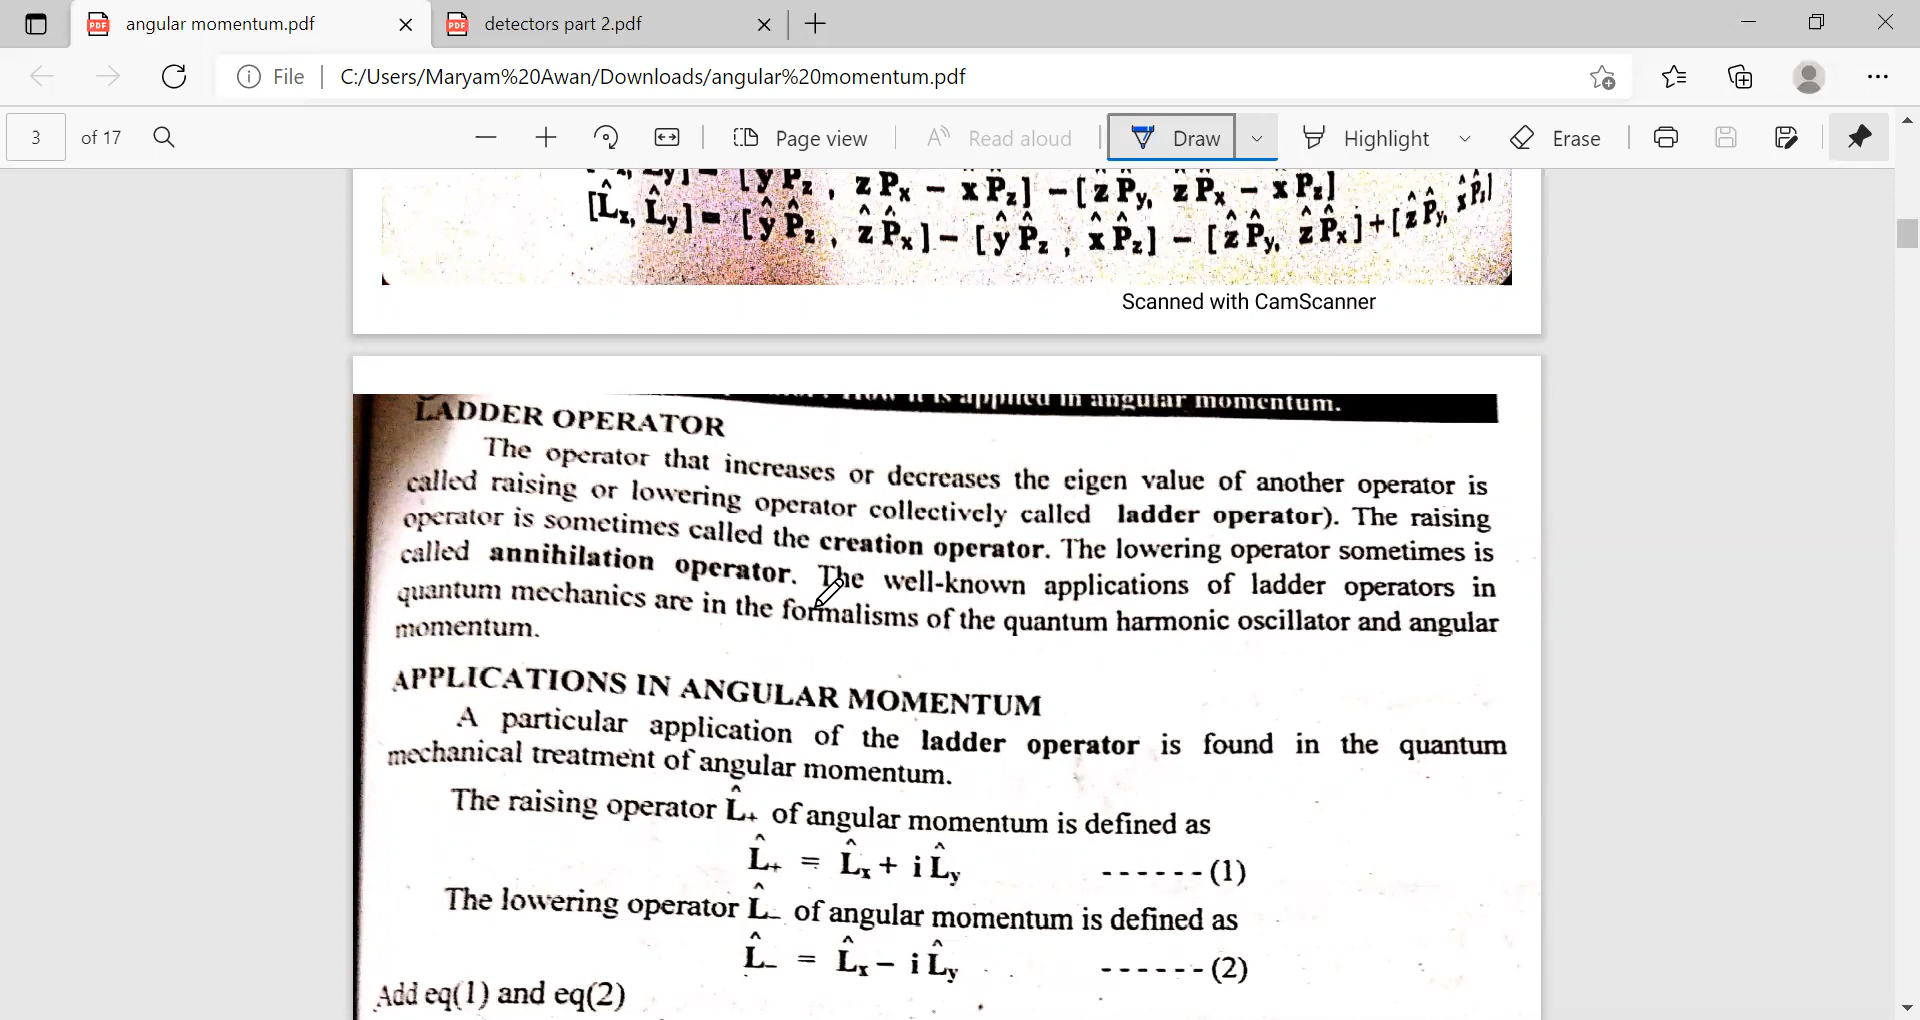 angular momentum.pdf
detectors part 2.pdf
File
C:/Users/Maryam%20Awan/Downloads/angular%20momentum.pdf
3 of 17
Page view
Read aloud
Draw
Highlight
Erase
L̂y] = [ŷ P̂z , ẑ P̂x − x̂ P̂z] − [ẑ P̂y, ẑ P̂x − x̂ P̂z]
[L̂x, L̂y] = [ŷ P̂z , ẑ P̂x] − [ŷ P̂z , x̂ P̂z] − [ẑ P̂y, ẑ P̂x] + [ẑ P̂y, x̂ P̂z]
Scanned with CamScanner
it is applied in angular momentum.
LADDER OPERATOR
The operator that increases or decreases the eigen value of another operator is
called raising or lowering operator collectively called ladder operator). The raising
operator is sometimes called the creation operator. The lowering operator sometimes is
called annihilation operator. The well-known applications of ladder operators in
quantum mechanics are in the formalisms of the quantum harmonic oscillator and angular
momentum.
APPLICATIONS IN ANGULAR MOMENTUM
A particular application of the ladder operator is found in the quantum
mechanical treatment of angular momentum.
The raising operator L̂+ of angular momentum is defined as
L̂+ = L̂x + i L̂y ------ (1)
The lowering operator L̂− of angular momentum is defined as
L̂− = L̂x − i L̂y ------ (2)
Add eq(1) and eq(2)